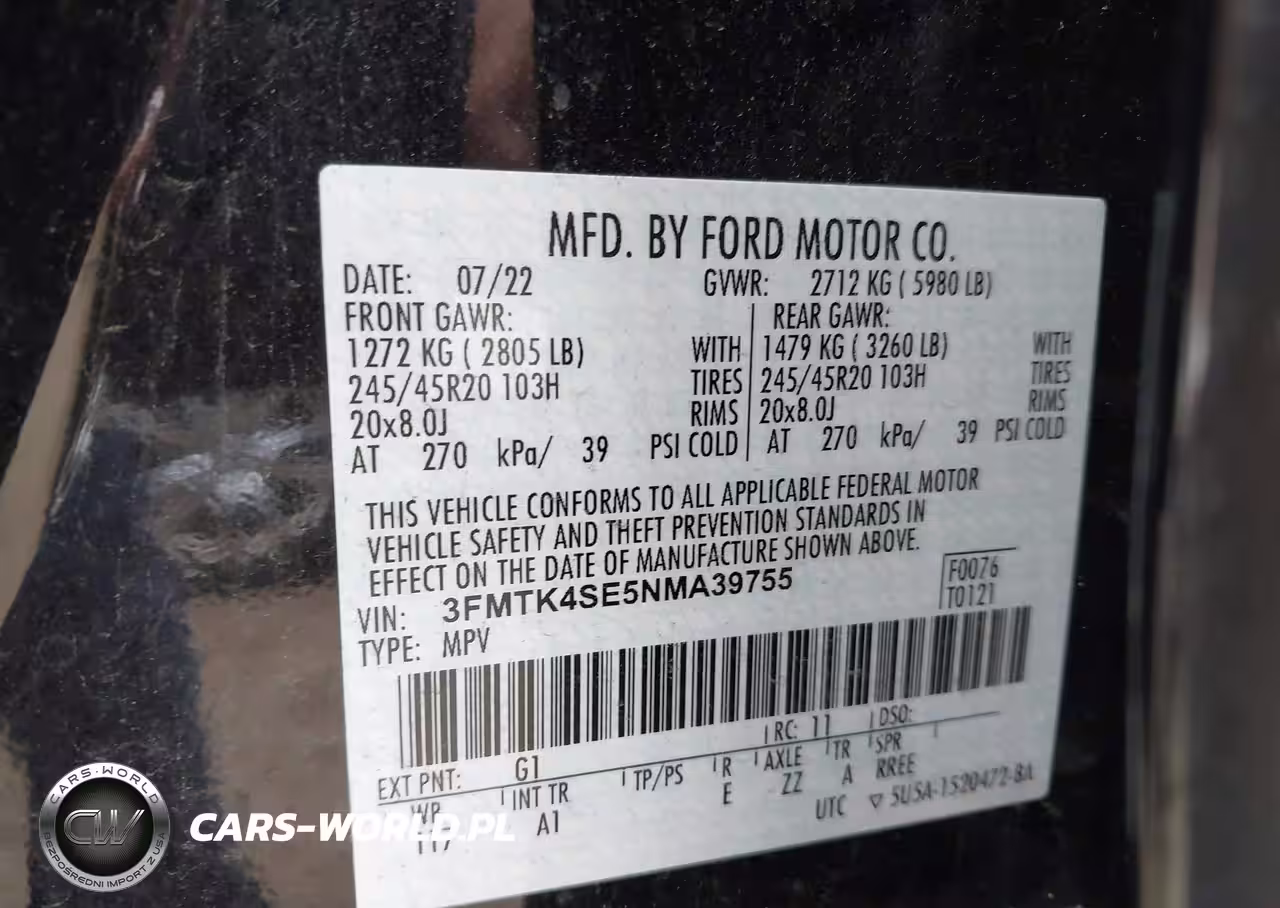 MFD. BY FORD MOTOR CO.
DATE: 07/22 GVWR: 2712 KG ( 5980 LB)
FRONT GAWR: REAR GAWR:
1272 KG ( 2805 LB) WITH 1479 KG ( 3260 LB) WITH
245/45R20 103H TIRES 245/45R20 103H TIRES
20x8.0J RIMS 20x8.0J RIMS
AT 270 kPa/ 39 PSI COLD AT 270 kPa/ 39 PSI COLD
THIS VEHICLE CONFORMS TO ALL APPLICABLE FEDERAL MOTOR
VEHICLE SAFETY AND THEFT PREVENTION STANDARDS IN
EFFECT ON THE DATE OF MANUFACTURE SHOWN ABOVE.
F0076
VIN: 3FMTK4SE5NMA39755
T0121
TYPE: MPV
EXT PNT: G1 RC: 11 DSO:
WB INT TR TP/PS R AXLE TR SPR
117 A1 E ZZ A RREE
UTC ▽ 5USA-1520472-BA
CARS-WORLD
CW
BEZPOŚREDNI IMPORT Z USA
CARS-WORLD.PL